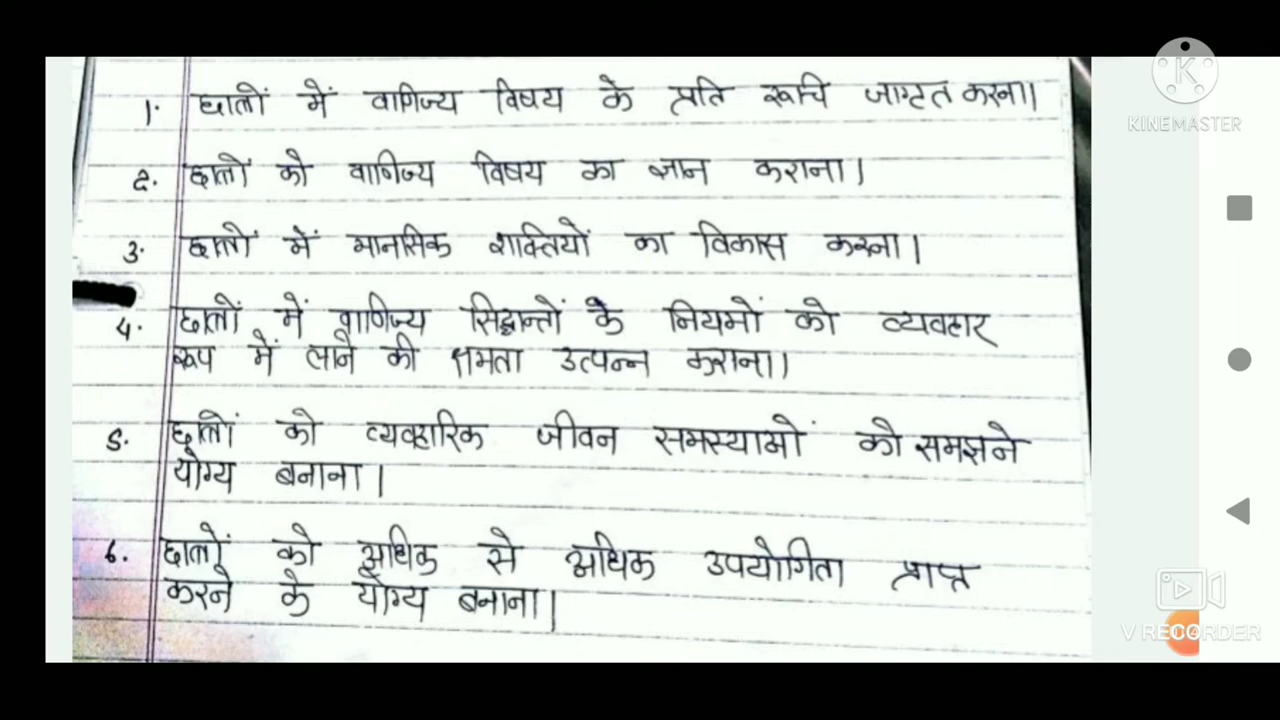 1. छात्रों में वाणिज्य विषय के प्रति रूचि जाग्रत करना।
2. छात्रों को वाणिज्य विषय का ज्ञान कराना।
3. छात्रों में मानसिक शक्तियों का विकास करना।
4. छात्रों में वाणिज्य सिद्धान्तों के नियमों को व्यवहार
रूप में लाने की क्षमता उत्पन्न कराना।
5. छात्रों को व्यवहारिक जीवन समस्याओं को समझने
योग्य बनाना।
6. छात्रों को अधिक से अधिक उपयोगिता प्राप्त
करने के योग्य बनाना।
KINEMASTER
V RECORDER